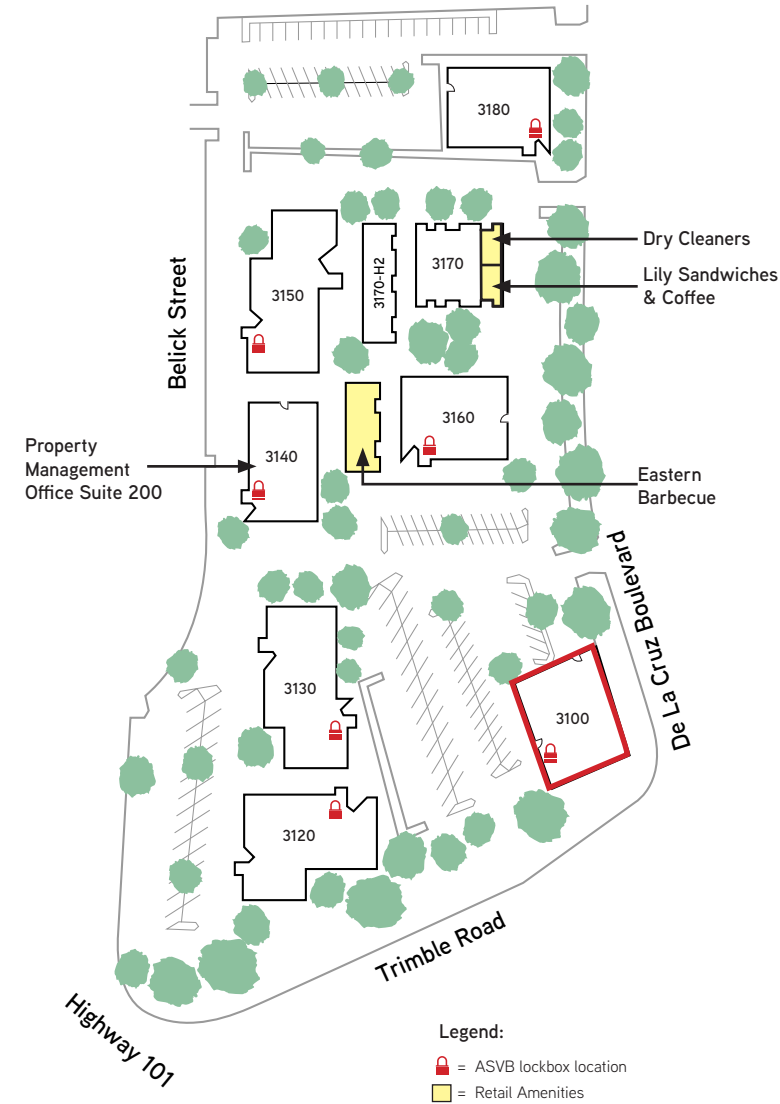 3180
Dry Cleaners
3170
3170-H2
Lily Sandwiches
& Coffee
3150
Belick Street
3160
Property
Management
Office Suite 200
3140
Eastern
Barbecue
De La Cruz Boulevard
3130
3100
3120
Trimble Road
Highway 101
Legend:
= ASVB lockbox location
= Retail Amenities